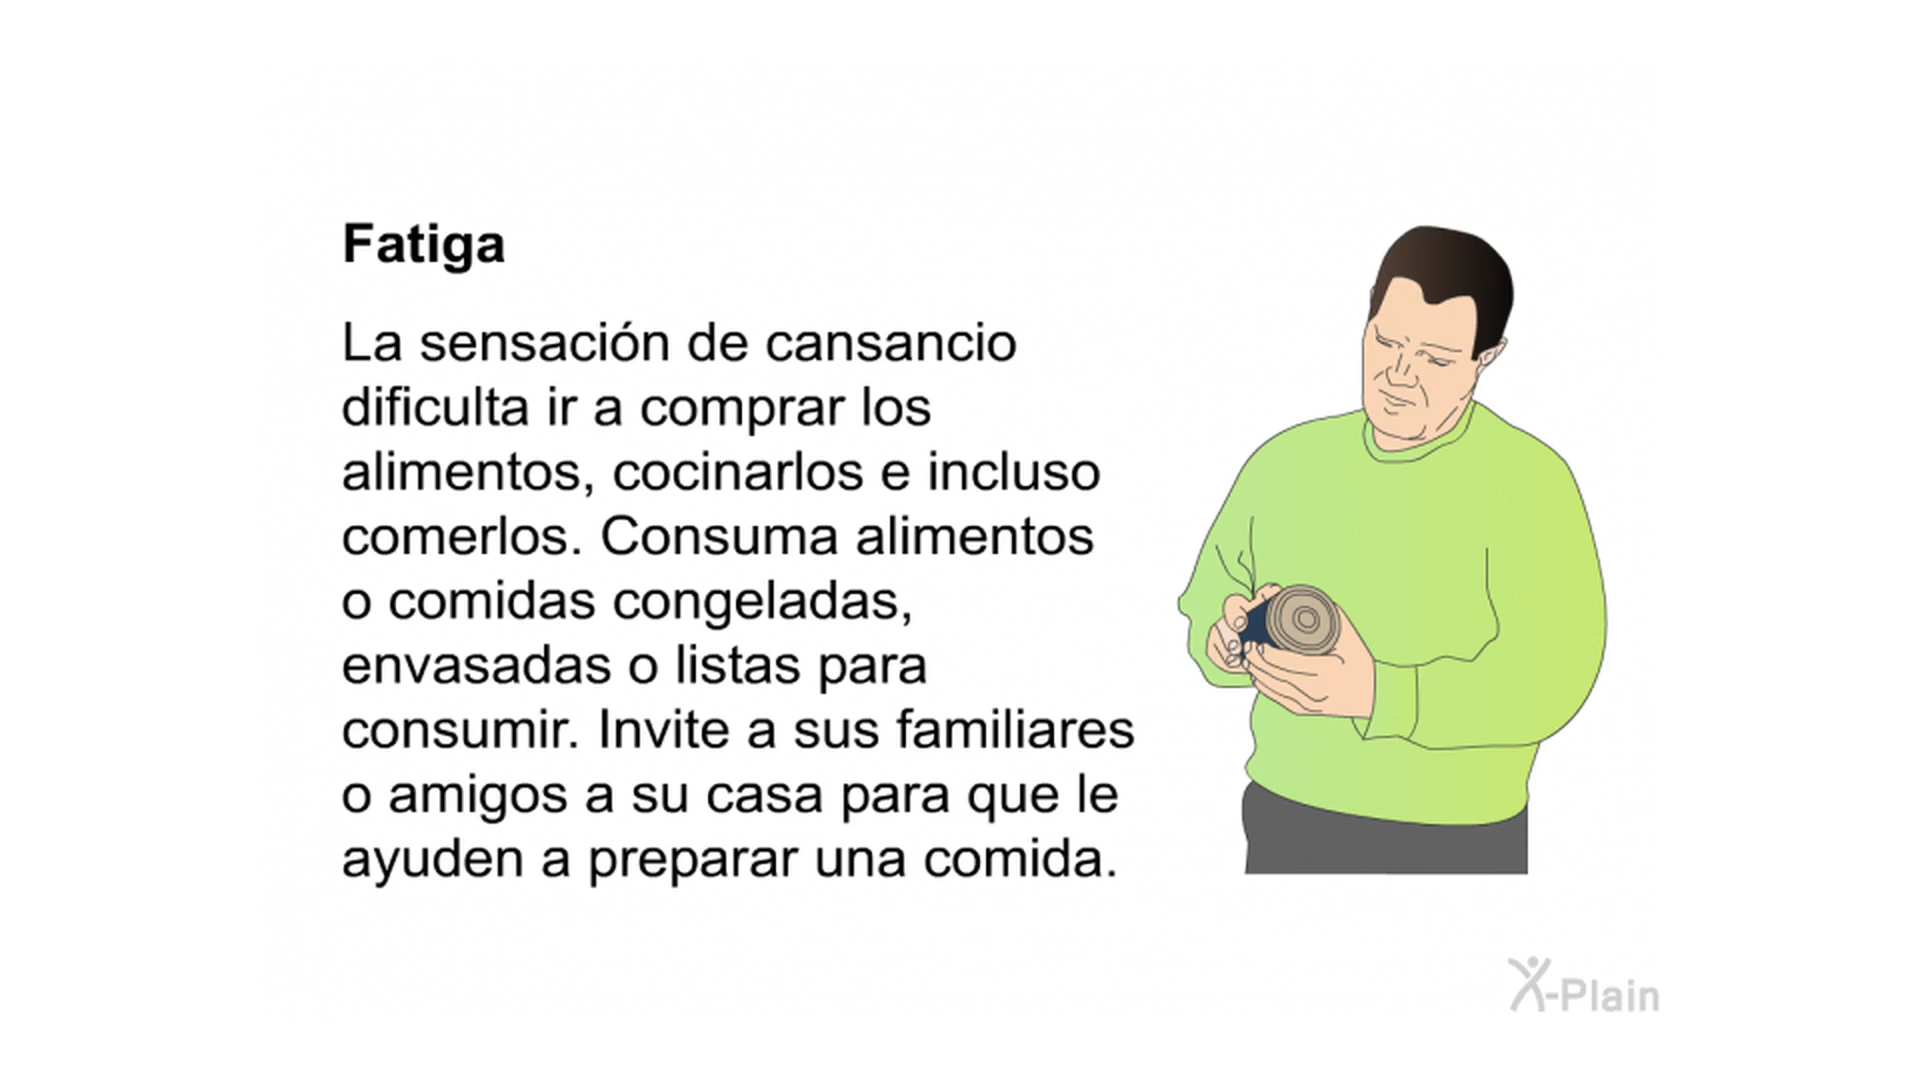 Fatiga
La sensación de cansancio
dificulta ir a comprar los
alimentos, cocinarlos e incluso
comerlos. Consuma alimentos
o comidas congeladas,
envasadas o listas para
consumir. Invite a sus familiares
o amigos a su casa para que le
ayuden a preparar una comida.
X-Plain